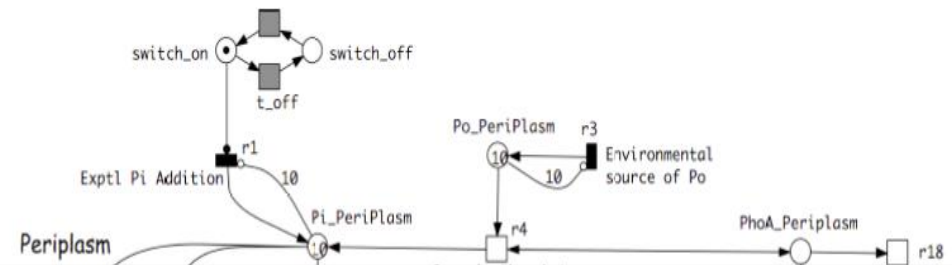 switch_on
switch_off
t_off
Po_PeriPlasm
r3
r1
10
Environmental
source of Po
10
Exptl Pi Addition
10
Pi_PeriPlasm
r4
PhoA_Periplasm
Periplasm
10
r18